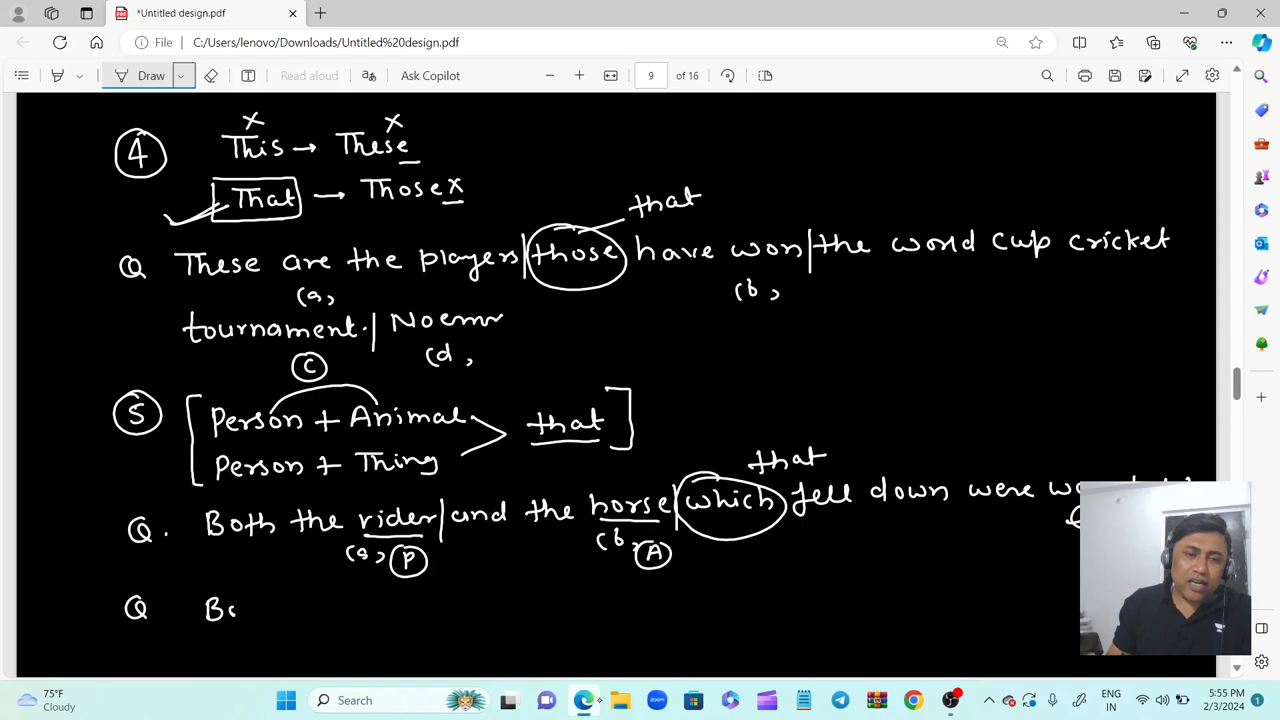 *Untitled design.pdf
File
C:/Users/lenovo/Downloads/Untitled%20design.pdf
Draw
Read aloud
Ask Copilot
9 of 16
x x
4 This → These
That → Those x
that
Q These are the players | those have won | the world cup cricket
(a, (b,
tournament. |
C (d,
5 Person + Animal
that
Person + Thing
that
Q. Both the rider | and the horse | which fell down were
(a, P (b, A
Q Bo
75°F
Cloudy
Search
ENG
IN
5:55 PM
2/3/2024